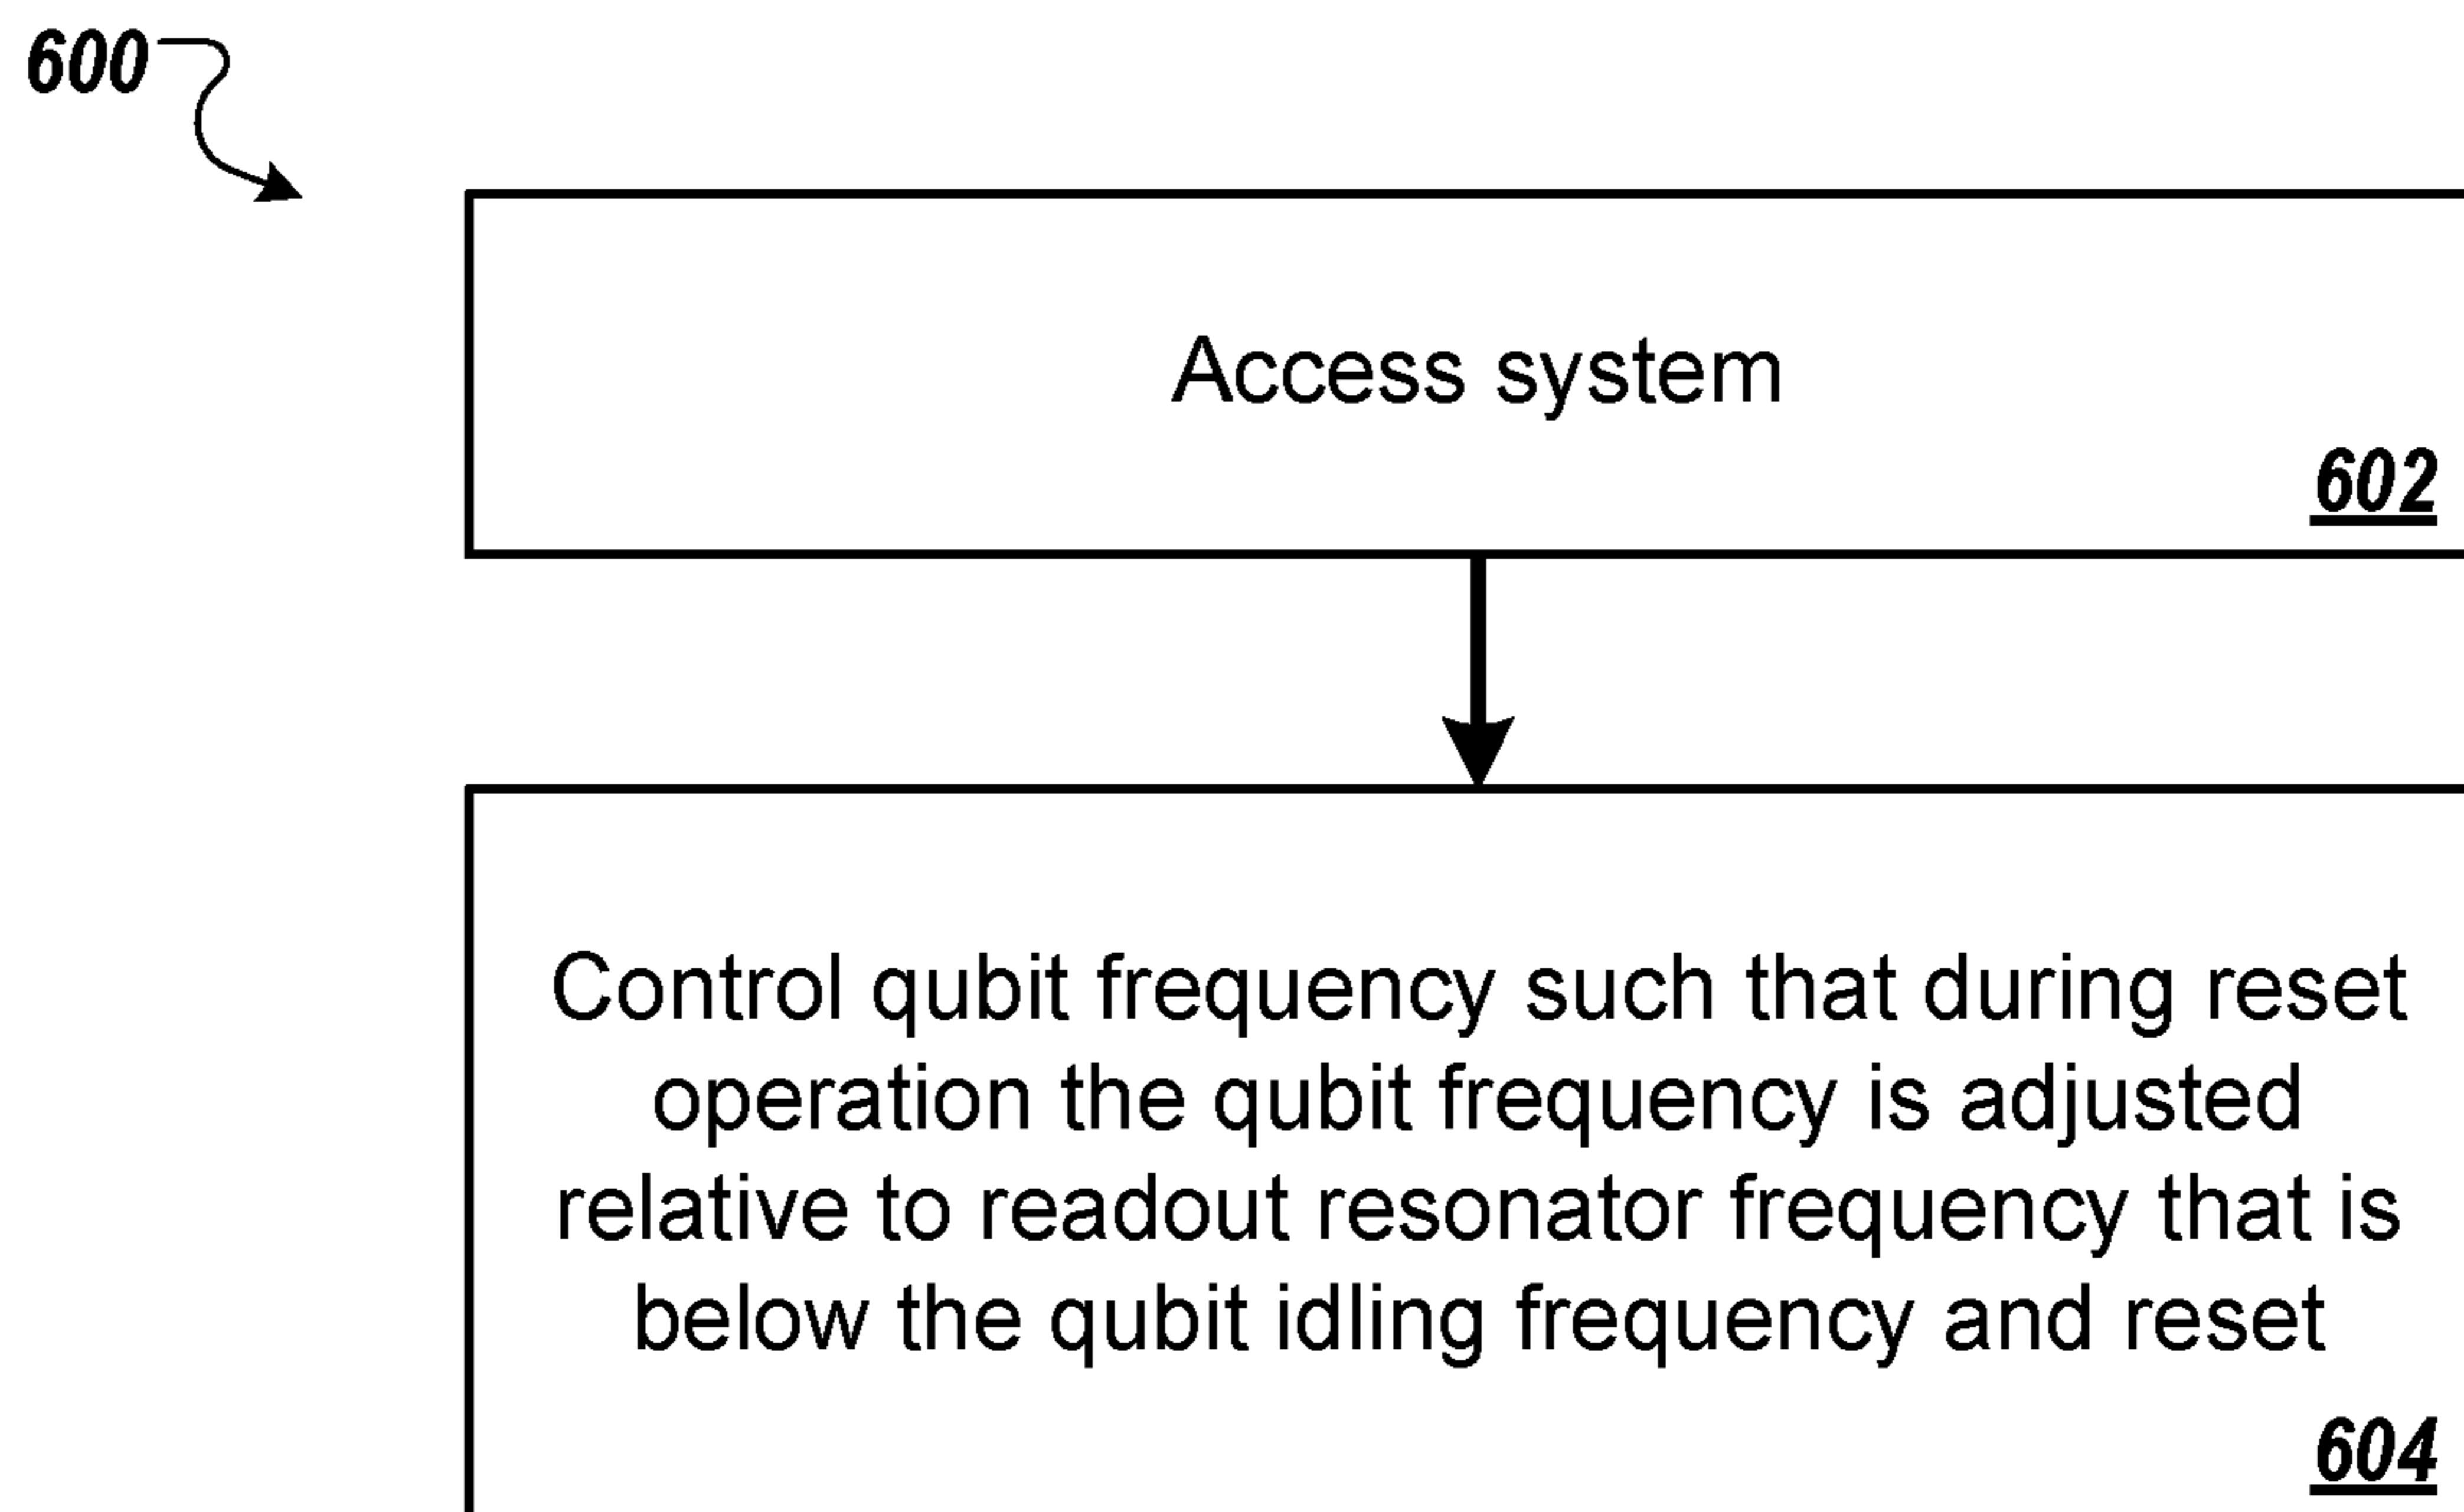 600
Access system
602
Control qubit frequency such that during reset
operation the qubit frequency is adjusted
relative to readout resonator frequency that is
below the qubit idling frequency and reset
604